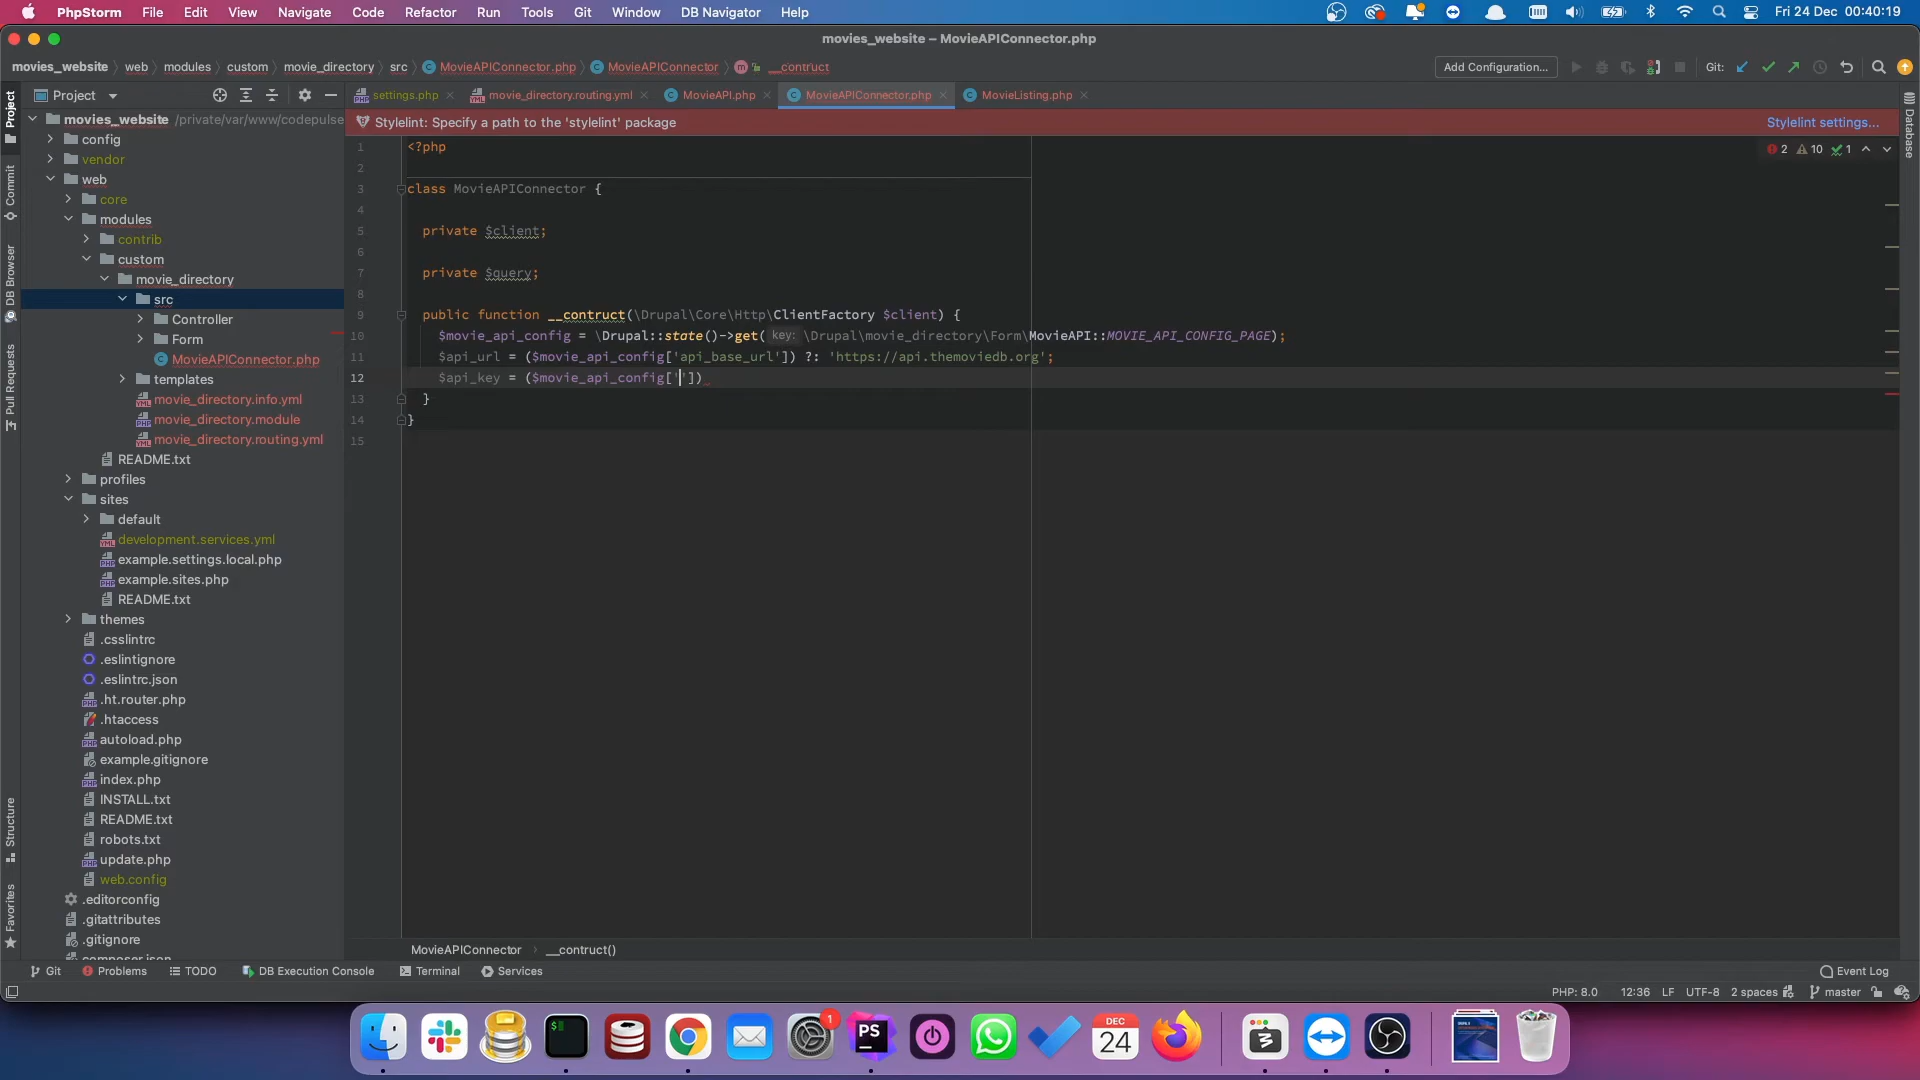 PhpStorm File Edit View Navigate Code Refactor Run Tools Git Window DB Navigator Help Fri 24 Dec 00:40:19
movies_website – MovieAPIConnector.php
movies_website web modules custom movie_directory src MovieAPIConnector.php MovieAPIConnector __contruct Add Configuration... Git:
Project settings.php movie_directory.routing.yml MovieAPI.php MovieAPIConnector.php MovieListing.php
Stylelint: Specify a path to the 'stylelint' package Stylelint settings...
2 10 1
Project
Commit
DB Browser
Pull Requests
Structure
Favorites
Database
movies_website /private/var/www/codepulse
config
vendor
web
core
modules
contrib
custom
movie_directory
src
Controller
Form
MovieAPIConnector.php
templates
movie_directory.info.yml
movie_directory.module
movie_directory.routing.yml
README.txt
profiles
sites
default
development.services.yml
example.settings.local.php
example.sites.php
README.txt
themes
.csslintrc
.eslintignore
.eslintrc.json
.ht.router.php
.htaccess
autoload.php
example.gitignore
index.php
INSTALL.txt
README.txt
robots.txt
update.php
web.config
.editorconfig
.gitattributes
.gitignore
composer.json
1 <?php
2
3 class MovieAPIConnector {
4
5 private $client;
6
7 private $query;
8
9 public function __contruct(\Drupal\Core\Http\ClientFactory $client) {
10 $movie_api_config = \Drupal::state()->get( key: \Drupal\movie_directory\Form\MovieAPI::MOVIE_API_CONFIG_PAGE);
11 $api_url = ($movie_api_config['api_base_url']) ?: 'https://api.themoviedb.org';
12 $api_key = ($movie_api_config[''])
13 }
14 }
15
MovieAPIConnector __contruct()
Git Problems TODO DB Execution Console Terminal Services Event Log
PHP: 8.0 12:36 LF UTF-8 2 spaces master
1
PS
DEC
24